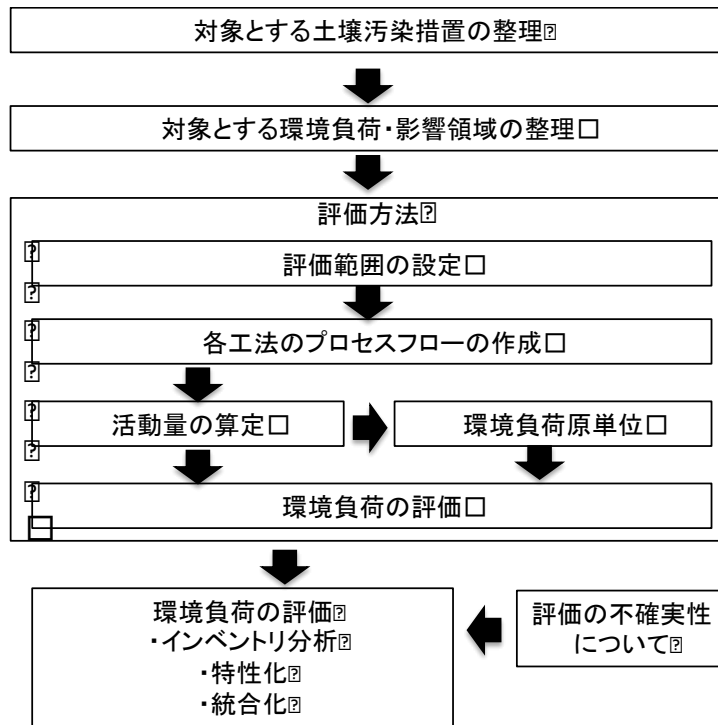 対象とする土壌汚染措置の整理
対象とする環境負荷・影響領域の整理
評価方法
評価範囲の設定
各工法のプロセスフローの作成
活動量の算定
環境負荷原単位
環境負荷の評価
環境負荷の評価
・インベントリ分析
・特性化
・統合化
評価の不確実性
について